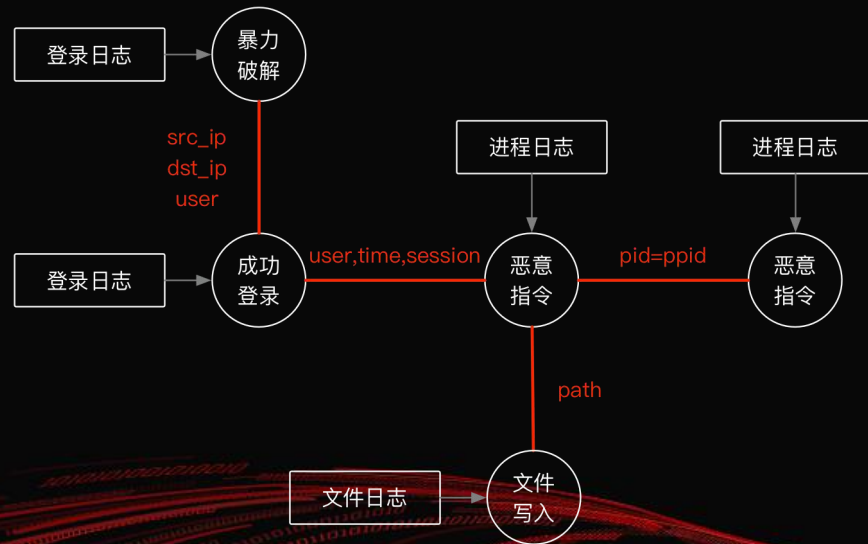 登录日志
暴力
破解
src_ip
dst_ip
user
进程日志
进程日志
登录日志
成功
登录
user,time,session
恶意
指令
pid=ppid
恶意
指令
path
文件日志
文件
写入